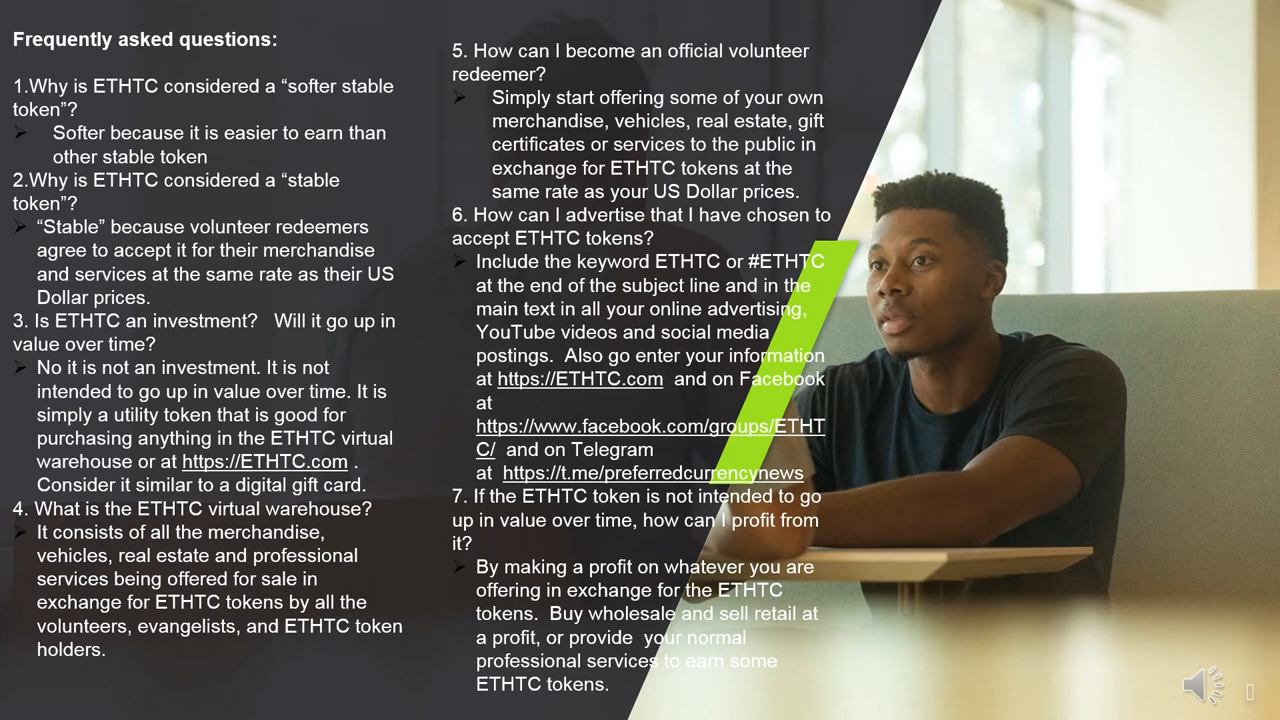 Frequently asked questions:
1.Why is ETHTC considered a “softer stable
token”?
Softer because it is easier to earn than
other stable token
2.Why is ETHTC considered a “stable
token”?
“Stable” because volunteer redeemers
agree to accept it for their merchandise
and services at the same rate as their US
Dollar prices.
3. Is ETHTC an investment?   Will it go up in
value over time?
No it is not an investment. It is not
intended to go up in value over time. It is
simply a utility token that is good for
purchasing anything in the ETHTC virtual
warehouse or at https://ETHTC.com .
Consider it similar to a digital gift card.
4. What is the ETHTC virtual warehouse?
It consists of all the merchandise,
vehicles, real estate and professional
services being offered for sale in
exchange for ETHTC tokens by all the
volunteers, evangelists, and ETHTC token
holders.
5. How can I become an official volunteer
redeemer?
Simply start offering some of your own
merchandise, vehicles, real estate, gift
certificates or services to the public in
exchange for ETHTC tokens at the
same rate as your US Dollar prices.
6. How can I advertise that I have chosen to
accept ETHTC tokens?
Include the keyword ETHTC or #ETHTC
at the end of the subject line and in the
main text in all your online advertising,
YouTube videos and social media
postings.  Also go enter your information
at https://ETHTC.com  and on Facebook
at
https://www.facebook.com/groups/ETHT
C/  and on Telegram
at  https://t.me/preferredcurrencynews
7. If the ETHTC token is not intended to go
up in value over time, how can I profit from
it?
By making a profit on whatever you are
offering in exchange for the ETHTC
tokens.  Buy wholesale and sell retail at
a profit, or provide  your normal
professional services to earn some
ETHTC tokens.